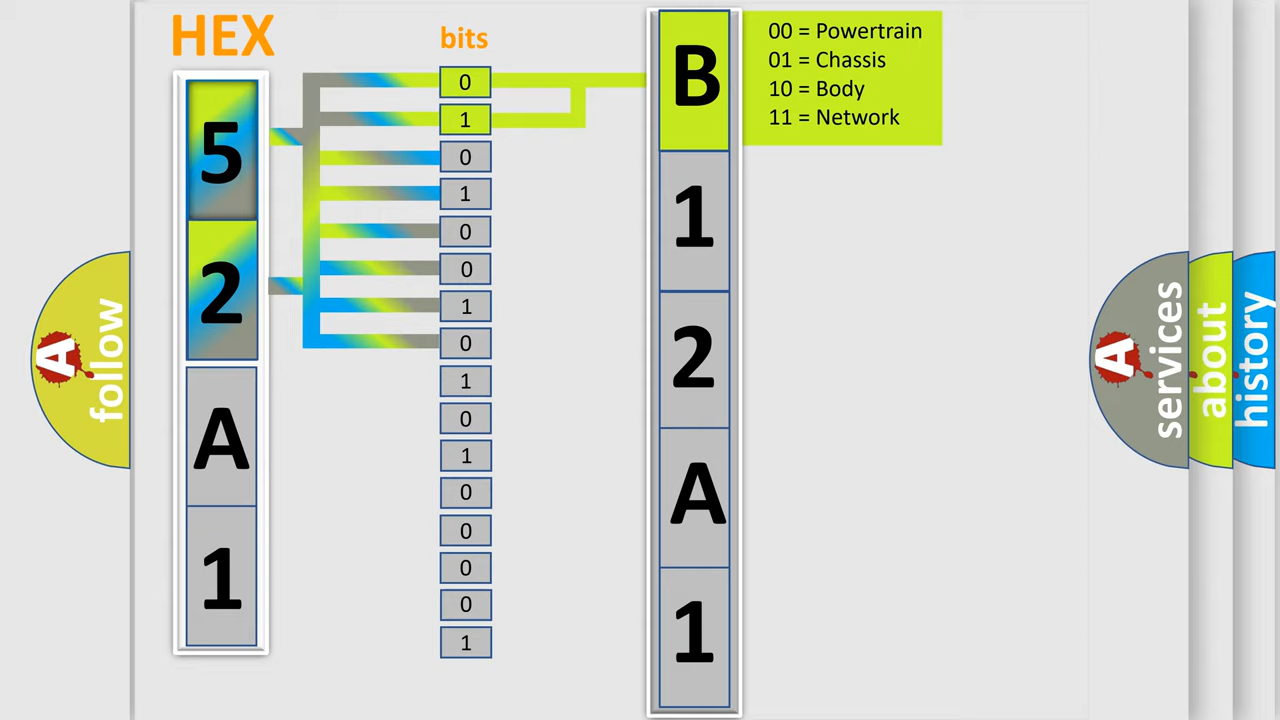 HEX
bits
5
2
A
1
0
1
0
1
0
0
1
0
1
0
1
0
0
0
0
1
B
1
2
A
1
00 = Powertrain
01 = Chassis
10 = Body
11 = Network
A
follow
A
services
about
history